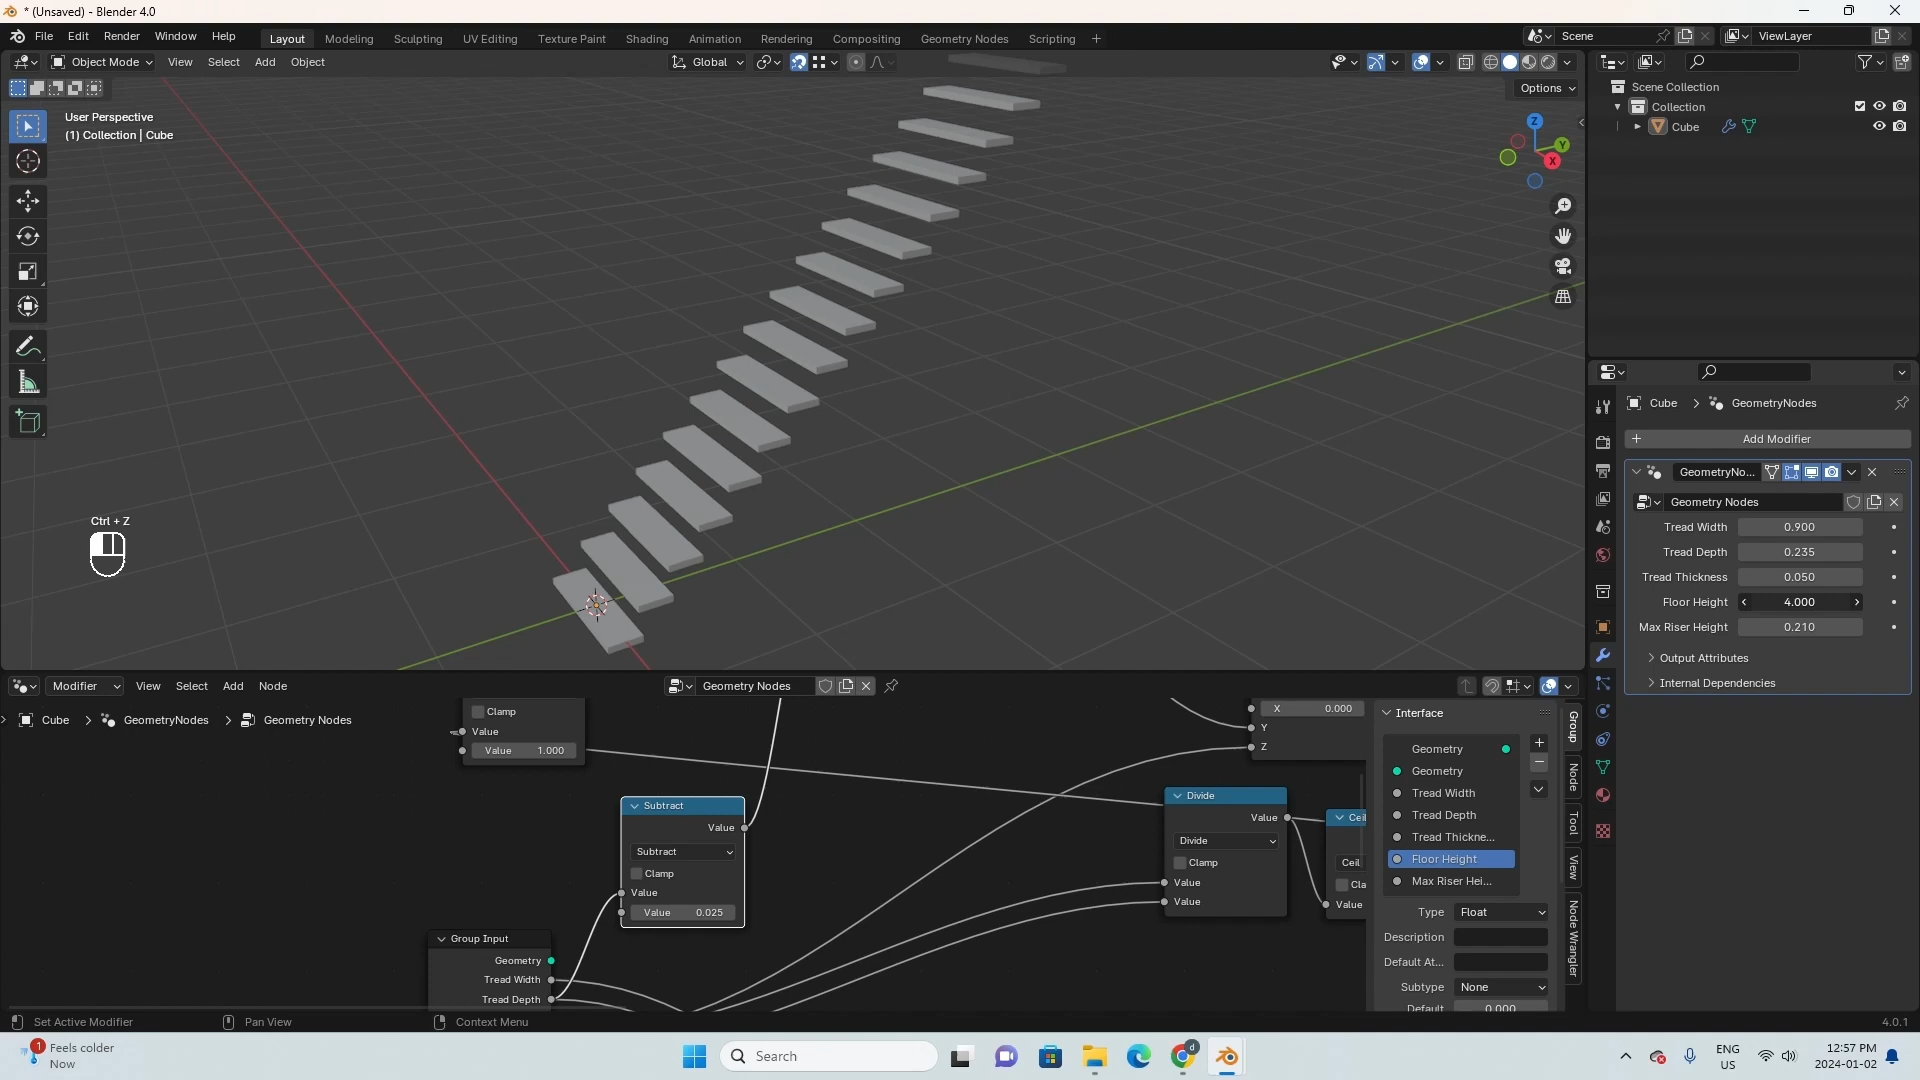 * (Unsaved) - Blender 4.0
File Edit Render Window Help
Layout Modeling Sculpting UV Editing Texture Paint Shading Animation Rendering Compositing Geometry Nodes Scripting +
Scene
ViewLayer
Object Mode View Select Add Object
Global
Options
User Perspective
(1) Collection | Cube
Z
Y
X
Ctrl + Z
Scene Collection
Collection
Cube
Cube > GeometryNodes
+ Add Modifier
GeometryNo...
Geometry Nodes
Tread Width 0.900
Tread Depth 0.235
Tread Thickness 0.050
Floor Height 4.000
Max Riser Height 0.210
Output Attributes
Internal Dependencies
Modifier View Select Add Node
Geometry Nodes
Cube > GeometryNodes > Geometry Nodes
Clamp
Value
Value 1.000
Subtract
Value
Subtract
Clamp
Value
Value 0.025
Group Input
Geometry
Tread Width
Tread Depth
X 0.000
Y
Z
Divide
Value
Divide
Clamp
Value
Value
Ceil
Ceil
Cla
Value
Interface
Geometry
Geometry
Tread Width
Tread Depth
Tread Thickne...
Floor Height
Max Riser Hei...
Type Float
Description
Default At...
Subtype None
Default 0.000
Group
Node
Tool
View
Node Wrangler
Set Active Modifier
Pan View
Context Menu
4.0.1
1
Feels colder
Now
Search
d
ENG
US
12:57 PM
2024-01-02